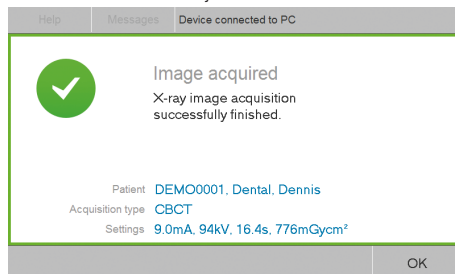 Help Messages Device connected to PC
Image acquired
X-ray image acquisition
successfully finished.
Patient DEMO0001, Dental, Dennis
Acquisition type CBCT
Settings 9.0mA, 94kV, 16.4s, 776mGycm²
OK